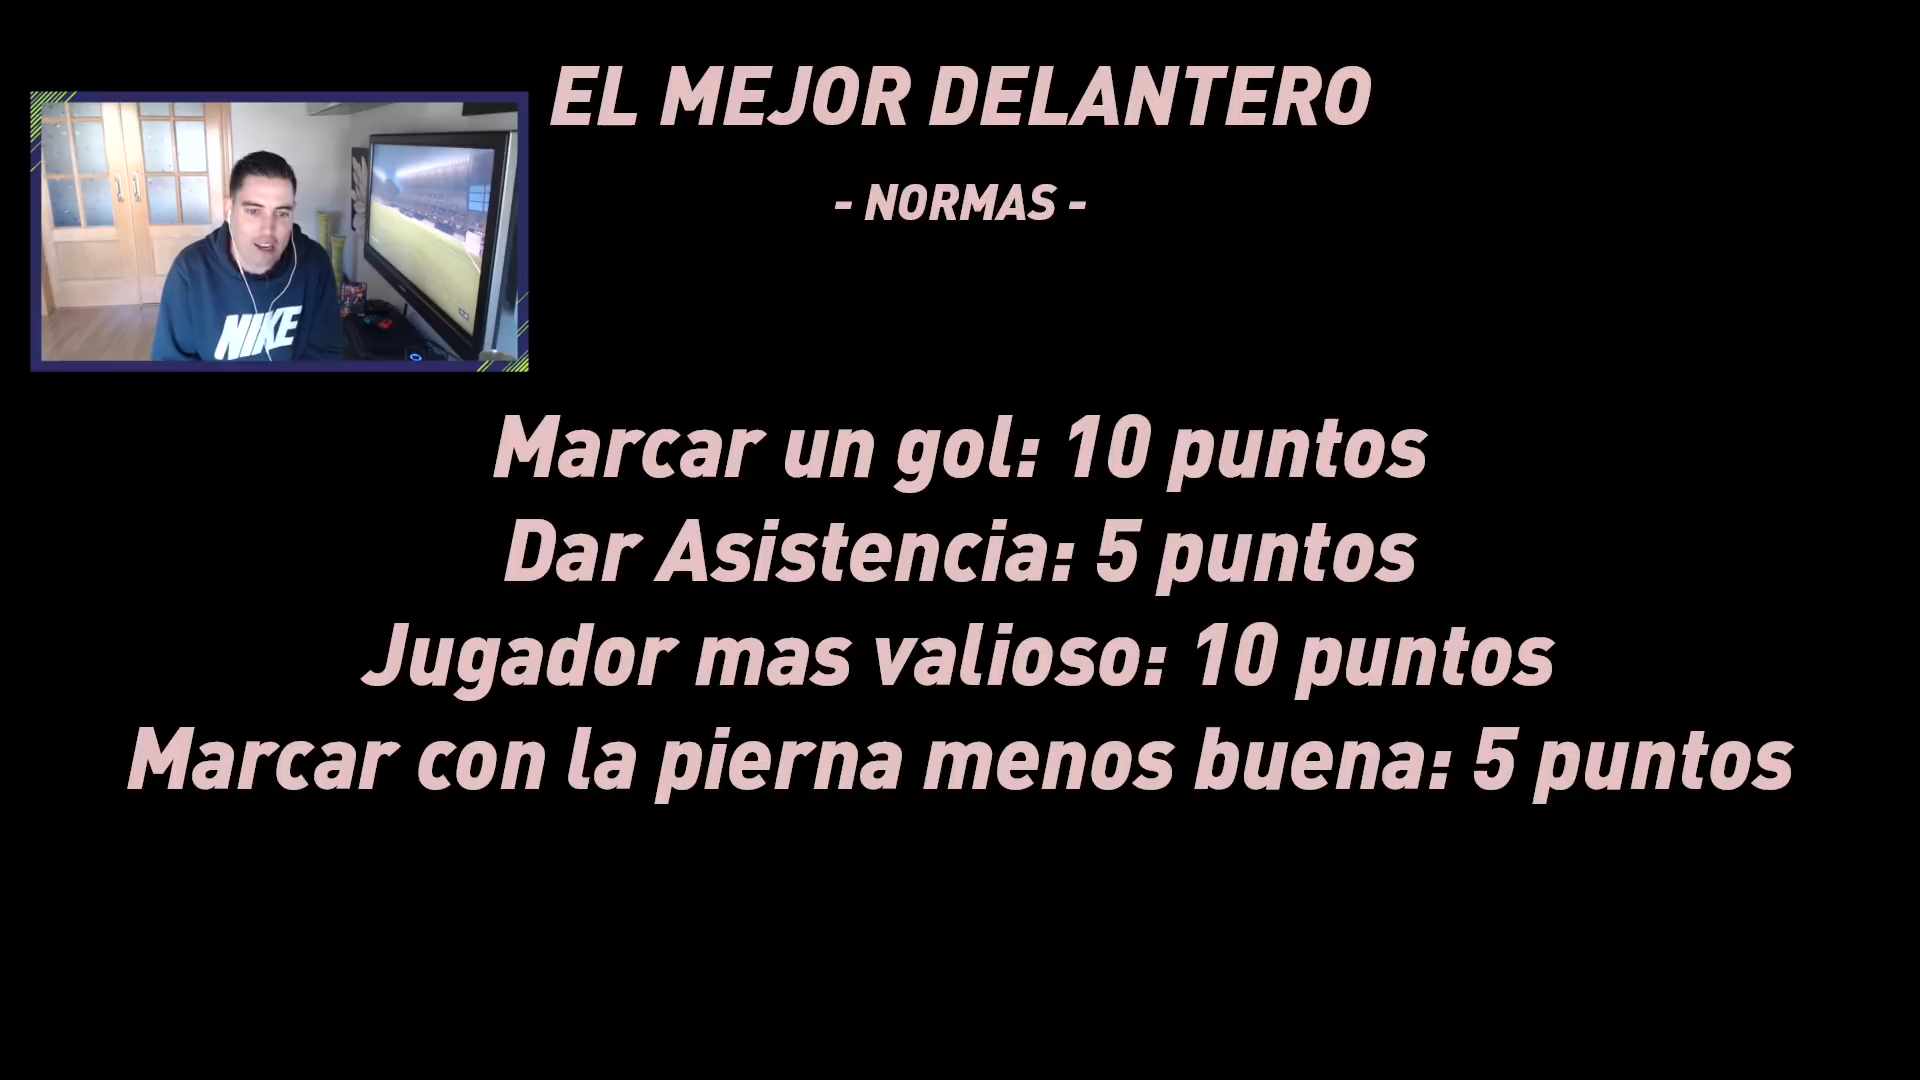 EL MEJOR DELANTERO
- NORMAS -
NIKE
Marcar un gol: 10 puntos
Dar Asistencia: 5 puntos
Jugador mas valioso: 10 puntos
Marcar con la pierna menos buena: 5 puntos